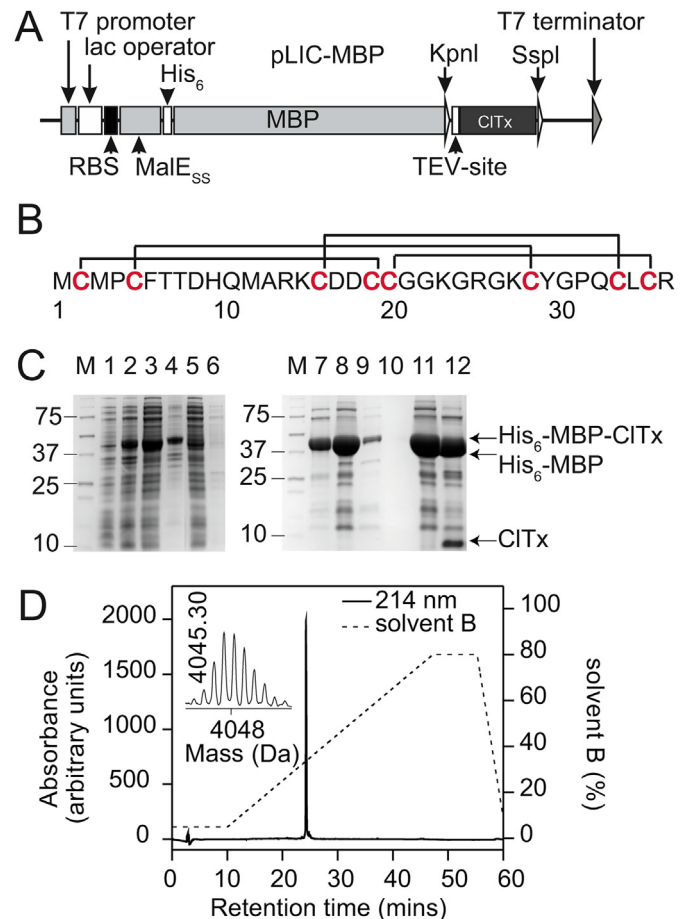 A
T7 promoter
lac operator
His6
pLIC-MBP
KpnI
SspI
T7 terminator
MBP
ClTx
RBS
MalESS
TEV-site
B
MCMPCFTTDHQMARKCDDCCGGKGRGKCYGPQCLCR
1 10 20 30
C
M 1 2 3 4 5 6
M 7 8 9 10 11 12
75
37
25
10
75
37
25
10
His6-MBP-ClTx
His6-MBP
ClTx
D
2000
1500
1000
500
0
Absorbance
(arbitrary units)
4045.30
4048
Mass (Da)
214 nm
solvent B
100
80
60
40
20
0
solvent B (%)
0 10 20 30 40 50 60
Retention time (mins)